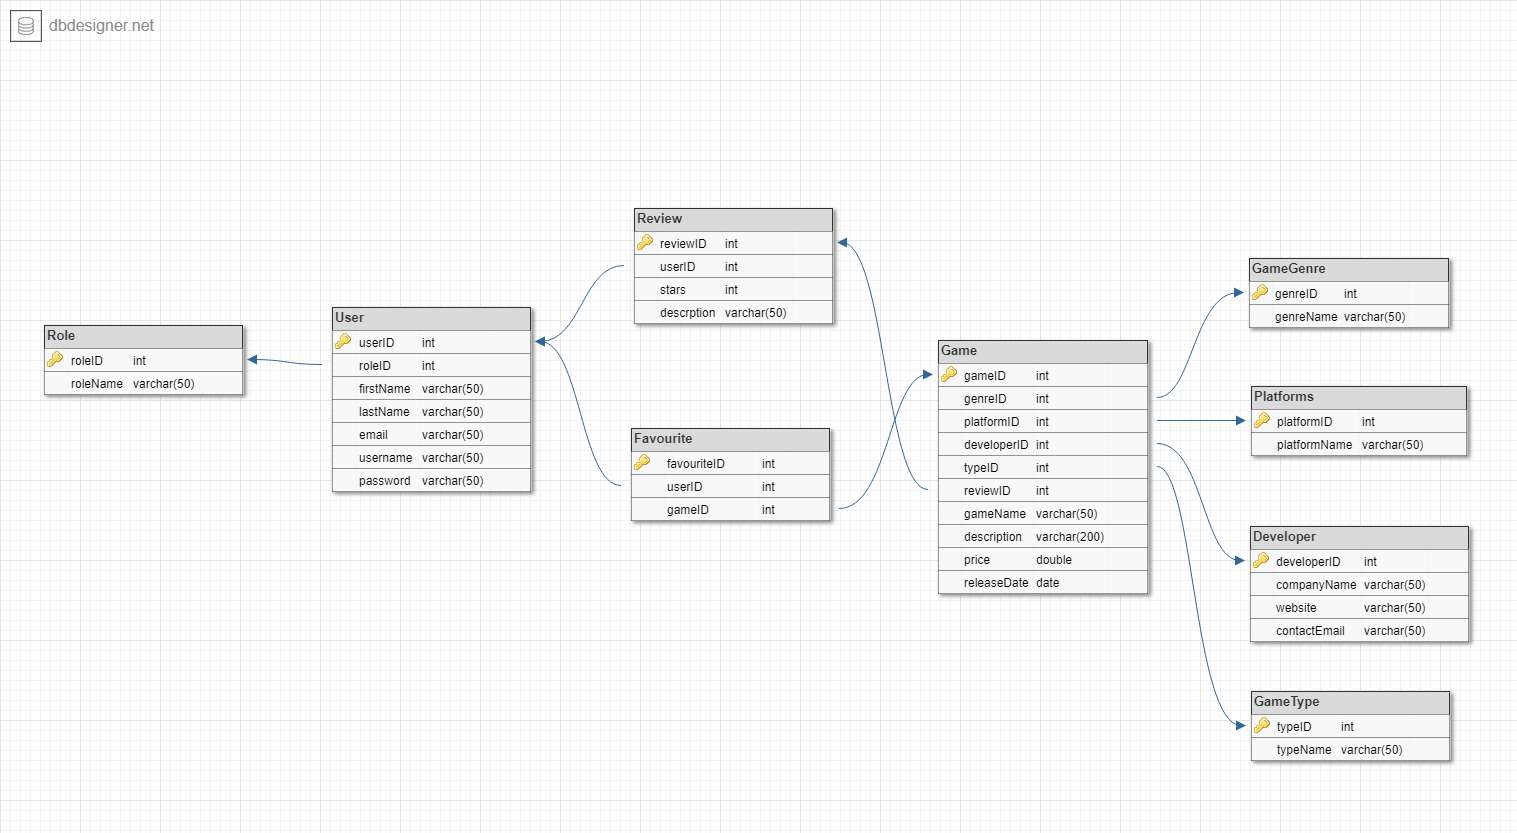 dbdesigner.net
Role
roleID int
roleName varchar(50)
User
userID int
roleID int
firstName varchar(50)
lastName varchar(50)
email varchar(50)
username varchar(50)
password varchar(50)
Review
reviewID int
userID int
stars int
descrption varchar(50)
Favourite
favouriteID int
userID int
gameID int
Game
gameID int
genreID int
platformID int
developerID int
typeID int
reviewID int
gameName varchar(50)
description varchar(200)
price double
releaseDate date
GameGenre
genreID int
genreName varchar(50)
Platforms
platformID int
platformName varchar(50)
Developer
developerID int
companyName varchar(50)
website varchar(50)
contactEmail varchar(50)
GameType
typeID int
typeName varchar(50)